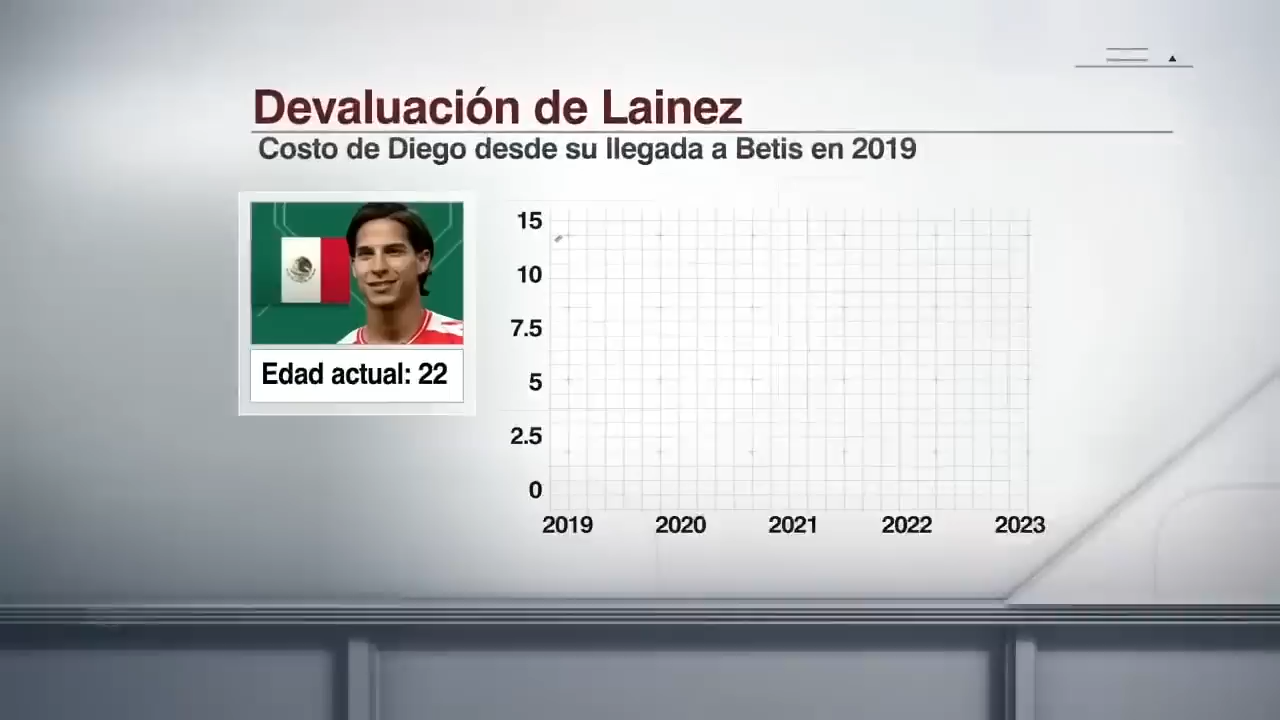 Devaluación de Lainez
Costo de Diego desde su llegada a Betis en 2019
Edad actual: 22
15
10
7.5
5
2.5
0
2019 2020 2021 2022 2023